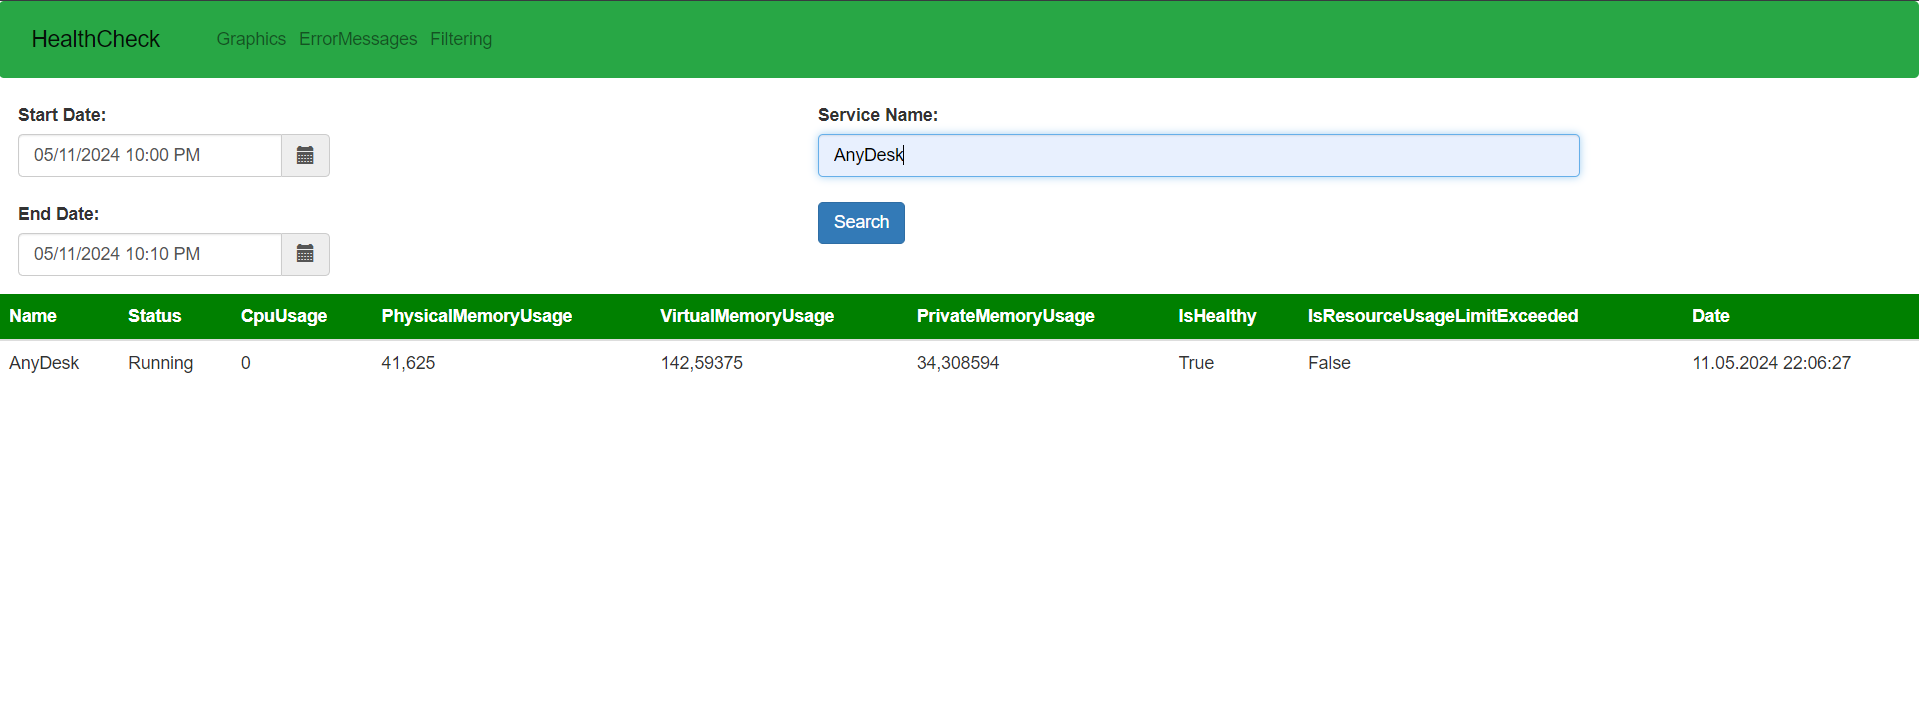 HealthCheck Graphics ErrorMessages Filtering
Start Date:
05/11/2024 10:00 PM
End Date:
05/11/2024 10:10 PM
Service Name:
AnyDesk
Search
Name Status CpuUsage PhysicalMemoryUsage VirtualMemoryUsage PrivateMemoryUsage IsHealthy IsResourceUsageLimitExceeded Date
AnyDesk Running 0 41,625 142,59375 34,308594 True False 11.05.2024 22:06:27